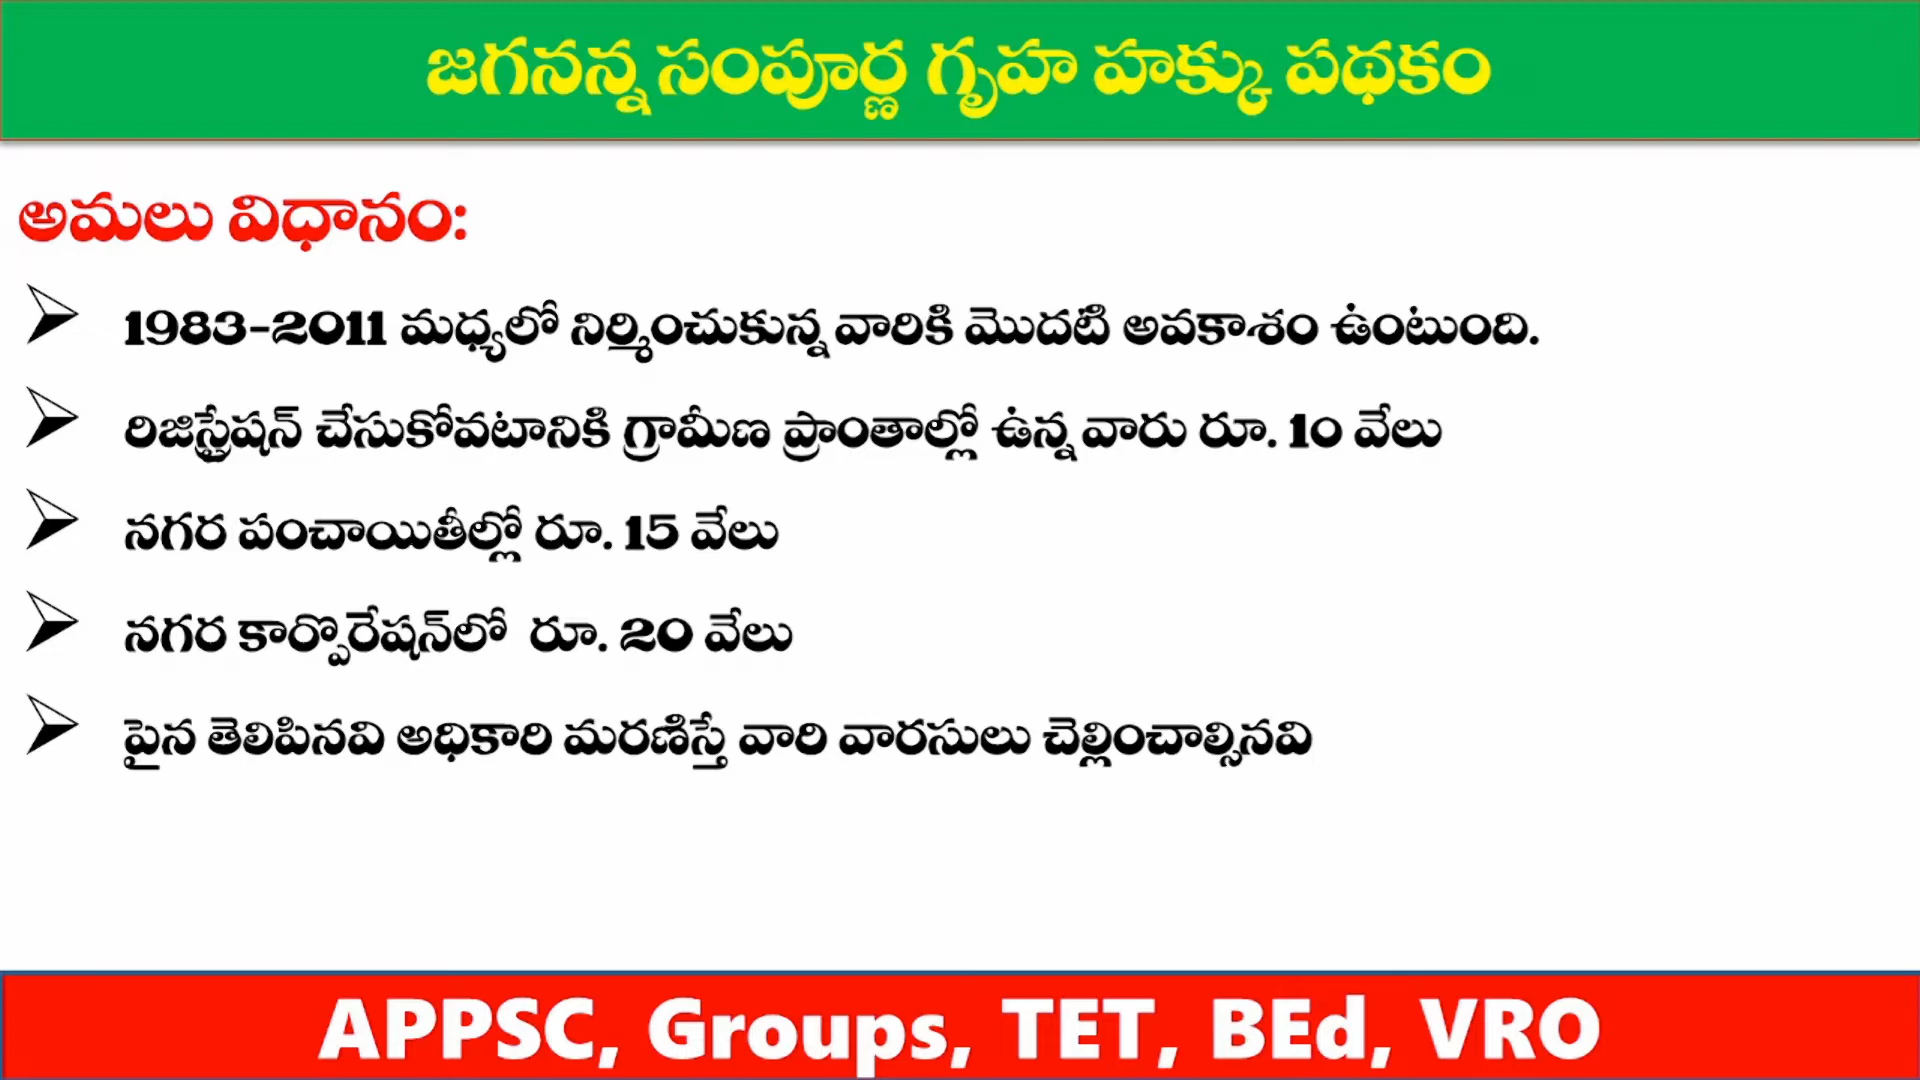 జగనన్న సంపూర్ణ గృహ హక్కు పథకం
అమలు విధానం:
1983-2011 మధ్యలో నిర్మించుకున్న వారికి మొదటి అవకాశం ఉంటుంది.
రిజిస్ట్రేషన్ చేసుకోవటానికి గ్రామీణ ప్రాంతాల్లో ఉన్న వారు రూ. 10 వేలు
నగర పంచాయితీల్లో రూ. 15 వేలు
నగర కార్పొరేషన్‌లో రూ. 20 వేలు
పైన తెలిపినవి అధికారి మరణిస్తే వారి వారసులు చెల్లించాల్సినవి
APPSC, Groups, TET, BEd, VRO